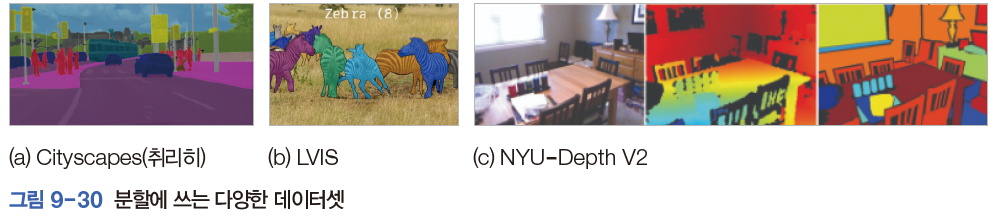 Zebra (8)
(a) Cityscapes(취리히)
(b) LVIS
(c) NYU-Depth V2
그림 9-30 분할에 쓰는 다양한 데이터셋